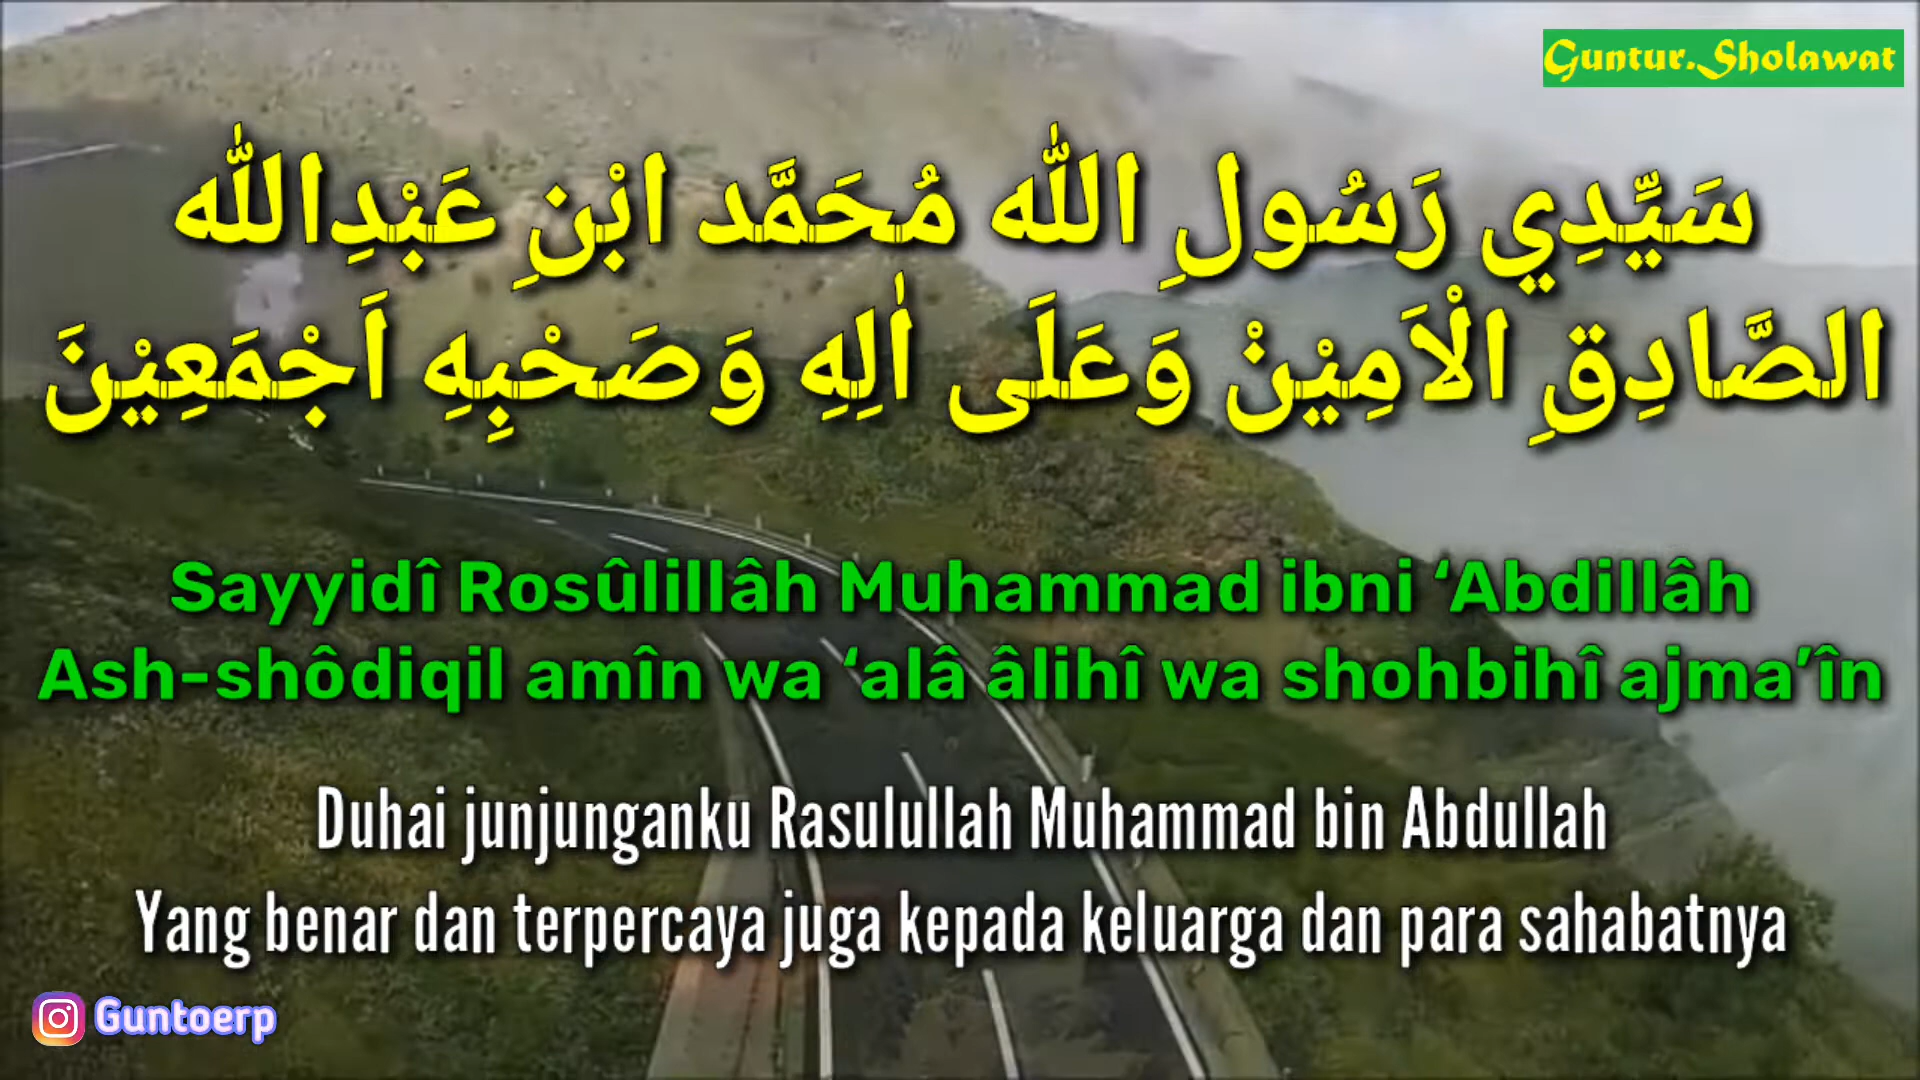 Guntur.Sholawat
سَيِّدِي رَسُولِ اللّٰه مُحَمَّد ابْنِ عَبْدِاللّٰه
الصَّادِقِ الْاَمِيْنْ وَعَلَى اٰلِهِ وَصَحْبِهِ اَجْمَعِيْنَ
Sayyidî Rosûlillâh Muhammad ibni ‘Abdillâh
Ash-shôdiqil amîn wa ‘alâ âlihî wa shohbihî ajma’în
Duhai junjunganku Rasulullah Muhammad bin Abdullah
Yang benar dan terpercaya juga kepada keluarga dan para sahabatnya
Guntoerp